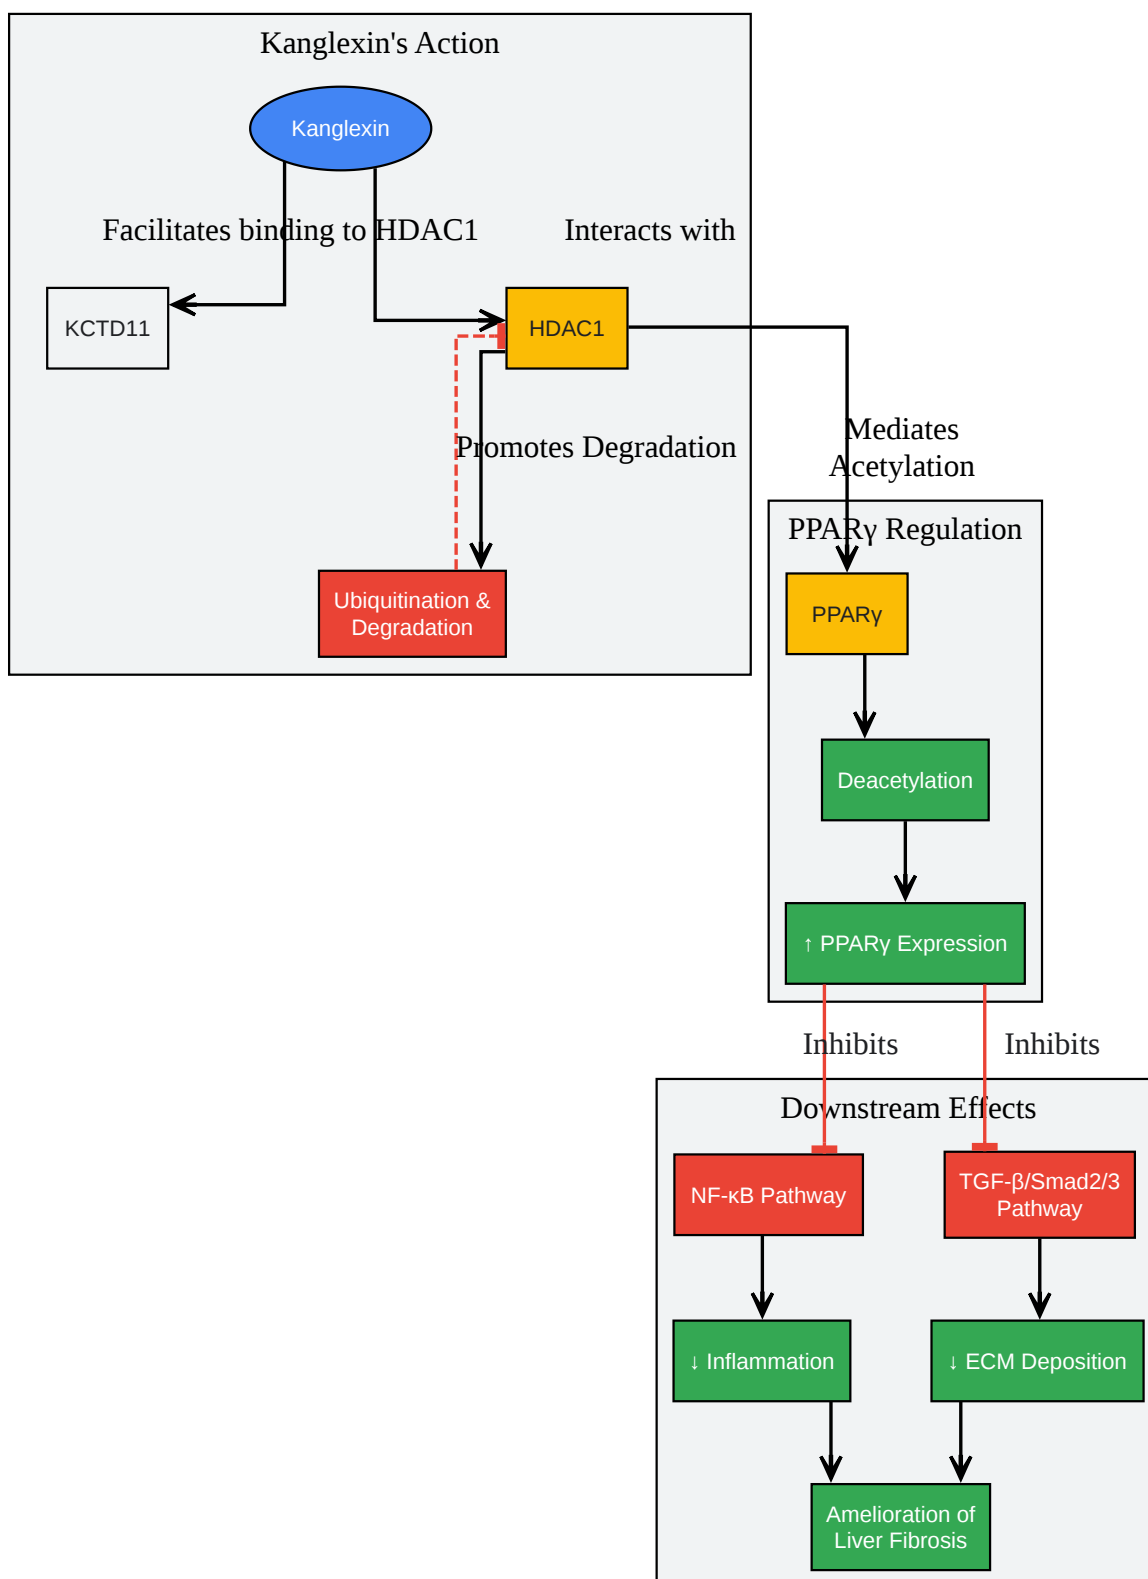 Kanglexin's Action
Kanglexin
Facilitates binding to HDAC1
Interacts with
KCTD11
HDAC1
Promotes Degradation
Mediates
Acetylation
Ubiquitination &
Degradation
PPARγ Regulation
PPARγ
Deacetylation
↑ PPARγ Expression
Inhibits
Inhibits
Downstream Effects
NF-κB Pathway
TGF-β/Smad2/3
Pathway
↓ Inflammation
↓ ECM Deposition
Amelioration of
Liver Fibrosis